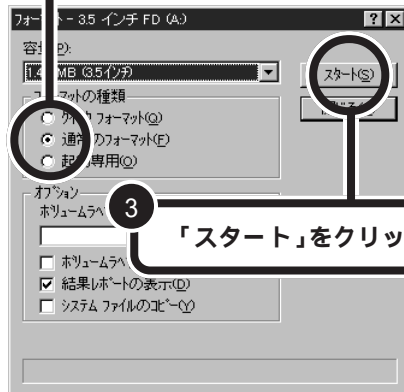 フォーマット - 3.5 インチ FD (A:)
容量(P):
1.44 MB (3.5インチ)
スタート(S)
フォーマットの種類
クイック フォーマット(Q)
通常のフォーマット(F)
専用(O)
オプション
ボリュームラベ
3
「スタート」をクリッ
ボリュームラベ
結果レポートの表示(D)
システム ファイルのコピー(Y)